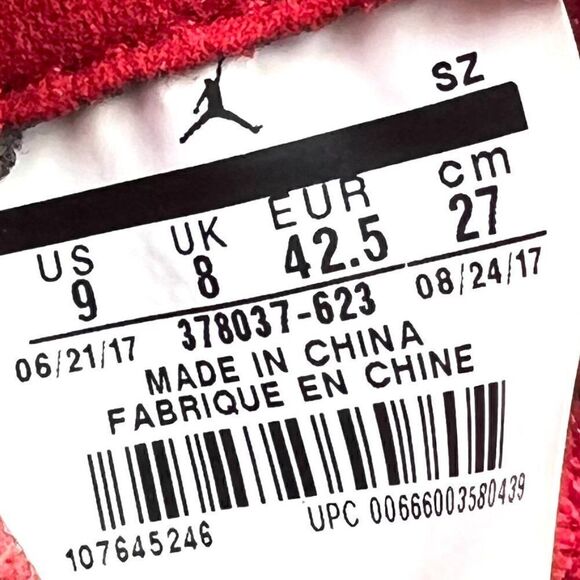 SZ
US UK EUR cm
9 8 42.5 27
06/21/17 378037-623 08/24/17
MADE IN CHINA
FABRIQUE EN CHINE
107645246 UPC 00666003580439